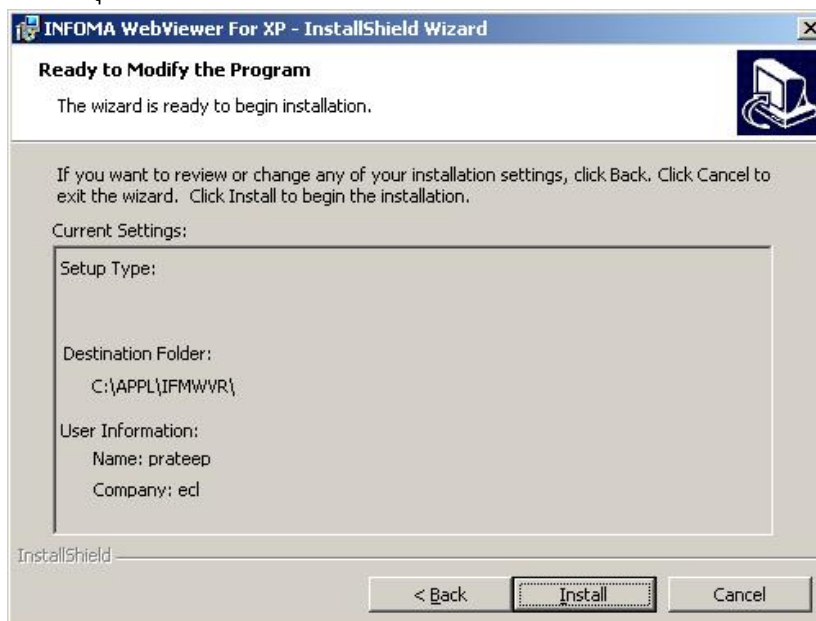 INFOMA WebViewer For XP - InstallShield Wizard
Ready to Modify the Program
The wizard is ready to begin installation.
If you want to review or change any of your installation settings, click Back. Click Cancel to
exit the wizard. Click Install to begin the installation.
Current Settings:
Setup Type:
Destination Folder:
C:\APPL\IFMWVR\
User Information:
Name: prateep
Company: ecl
InstallShield
< Back Install Cancel